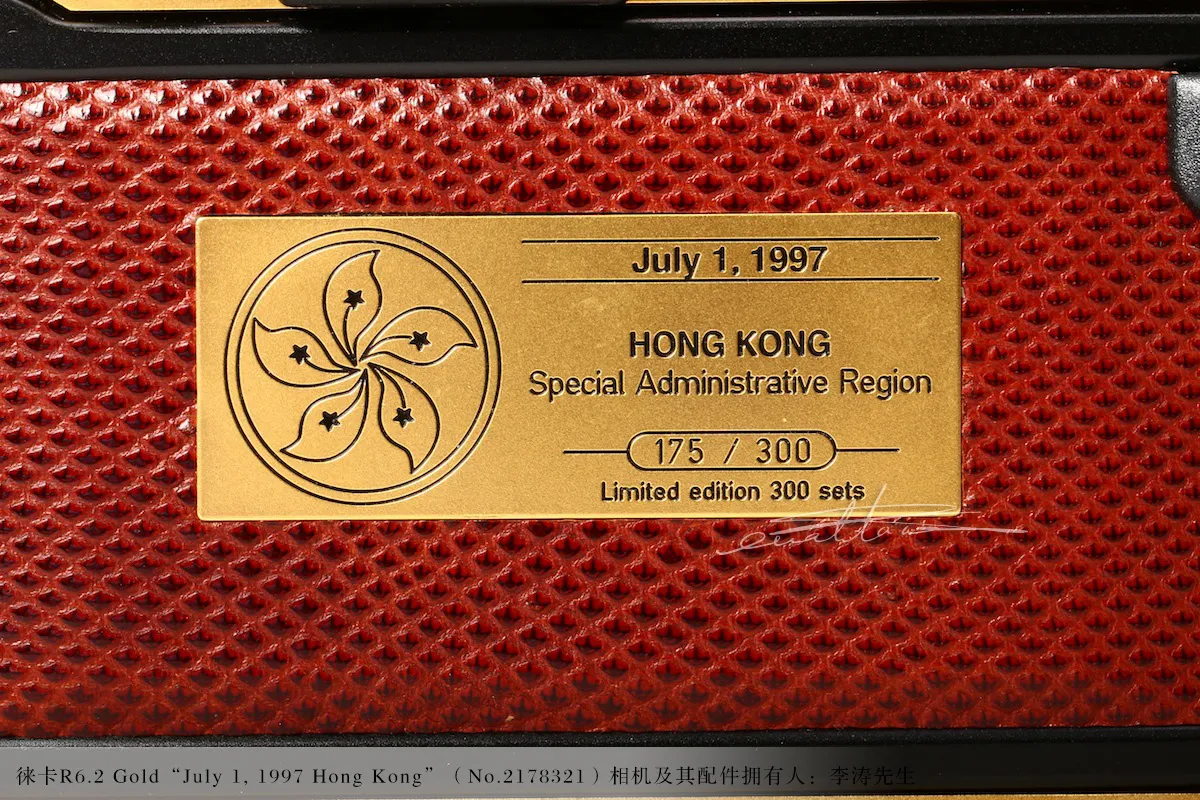 July 1, 1997
HONG KONG
Special Administrative Region
175 / 300
Limited edition 300 sets
徕卡R6.2 Gold“July 1, 1997 Hong Kong”（No.2178321）相机及其配件拥有人：李涛先生